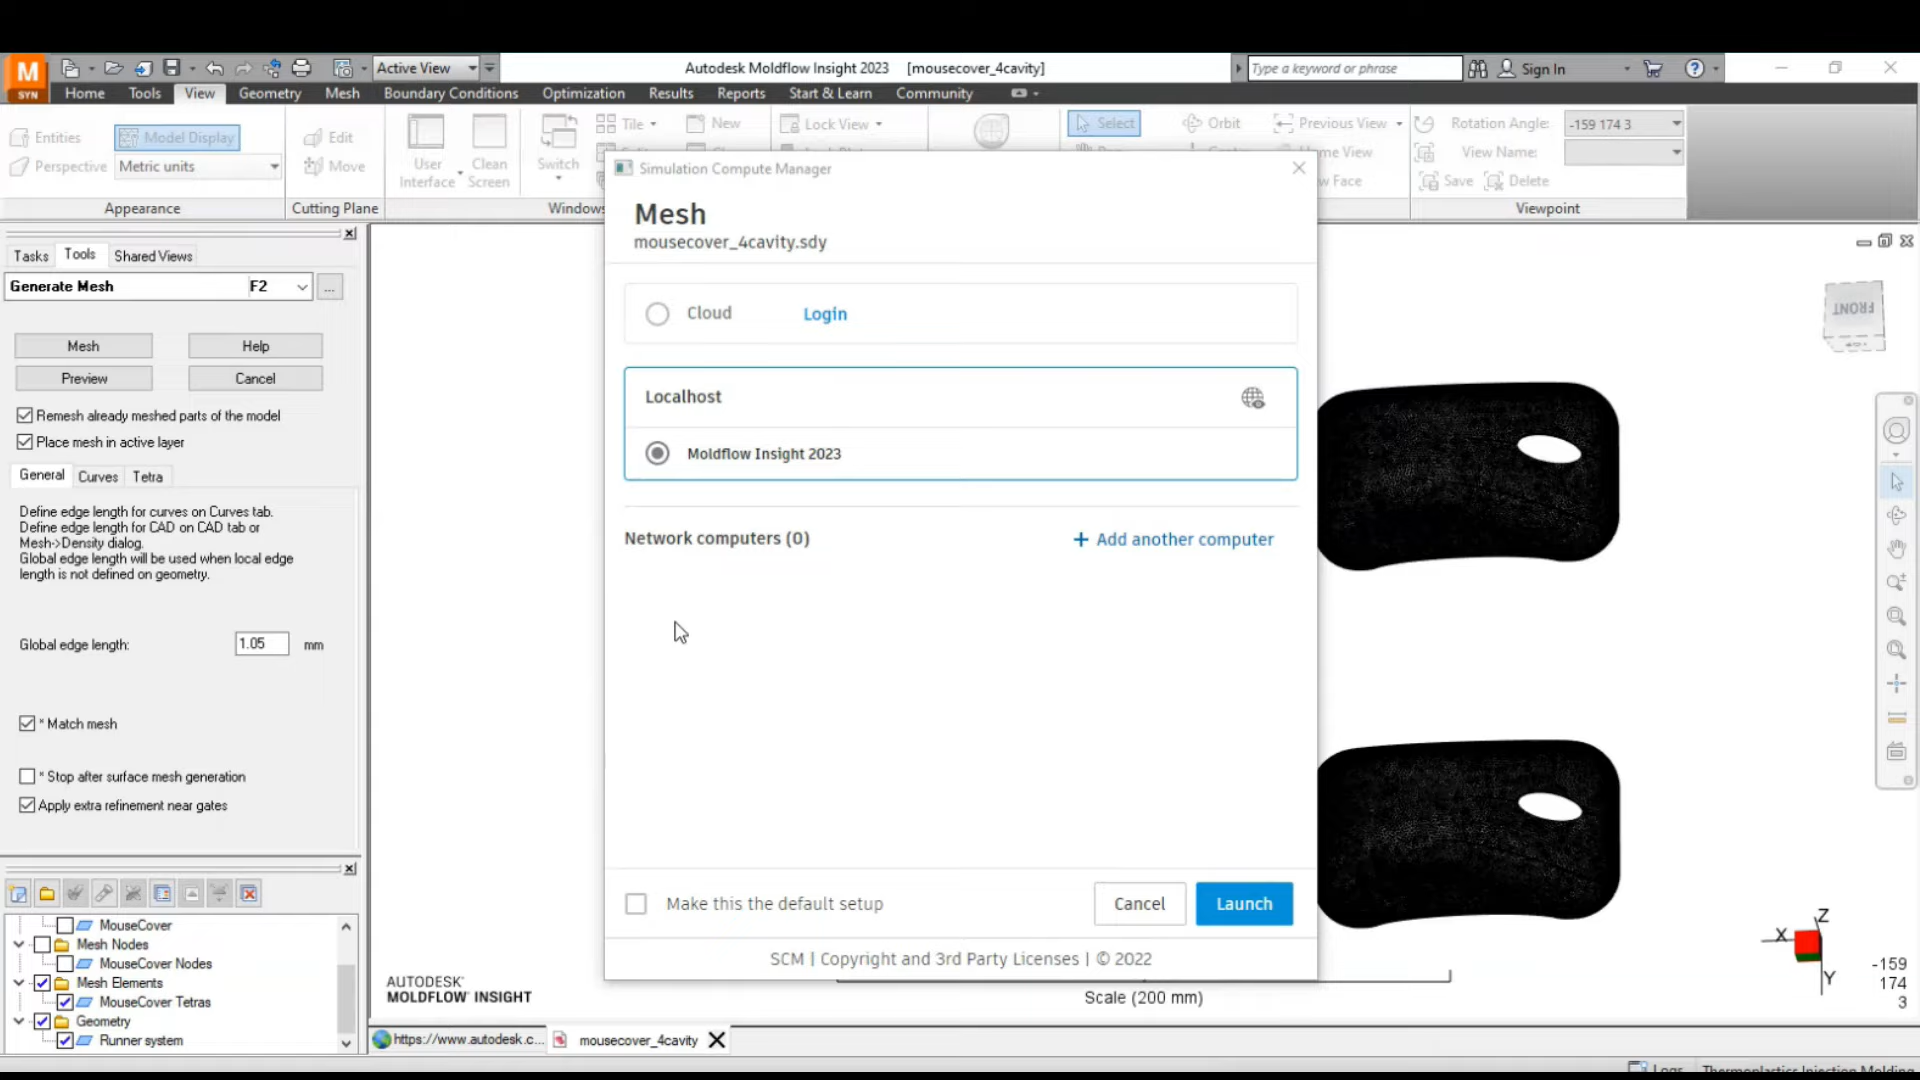 M
SYN
Active View
Autodesk Moldflow Insight 2023 [mousecover_4cavity]
Type a keyword or phrase
Sign In
Home
Tools
View
Geometry
Mesh
Boundary Conditions
Optimization
Results
Reports
Start & Learn
Community
Entities
Model Display
Perspective
Metric units
Appearance
Edit
Move
Cutting Plane
User
Interface
Clean
Screen
Switch
Tile
New
Windows
Lock View
Select
Orbit
Previous View
Rotation Angle:
-159 174 3
View Name:
Save
Delete
Viewpoint
Tasks
Tools
Shared Views
Generate Mesh F2
...
Mesh
Help
Preview
Cancel
Remesh already meshed parts of the model
Place mesh in active layer
General
Curves
Tetra
Define edge length for curves on Curves tab.
Define edge length for CAD on CAD tab or
Mesh->Density dialog.
Global edge length will be used when local edge
length is not defined on geometry.
Global edge length: 1.05 mm
* Match mesh
* Stop after surface mesh generation
Apply extra refinement near gates
MouseCover
Mesh Nodes
MouseCover Nodes
Mesh Elements
MouseCover Tetras
Geometry
Runner system
Simulation Compute Manager
Mesh
mousecover_4cavity.sdy
Cloud
Login
Localhost
Moldflow Insight 2023
Network computers (0)
+ Add another computer
Make this the default setup
Cancel
Launch
SCM | Copyright and 3rd Party Licenses | © 2022
FRONT
AUTODESK
MOLDFLOW INSIGHT
Scale (200 mm)
Z
X
Y
-159
174
3
https://www.autodesk.c...
mousecover_4cavity